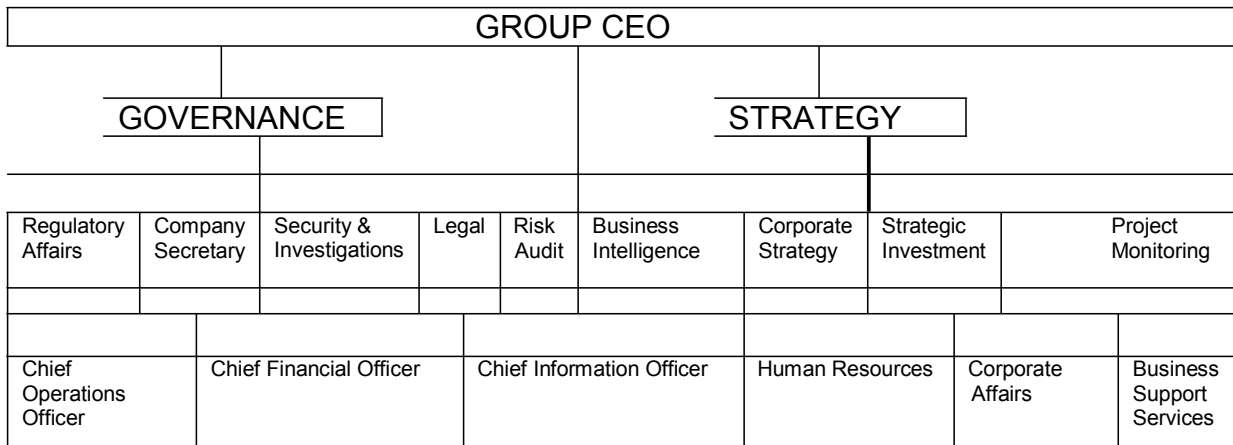 GROUP CEO
GOVERNANCE
STRATEGY
Regulatory
Affairs
Company
Secretary
Security &
Investigations
Legal
Risk
Audit
Business
Intelligence
Corporate
Strategy
Strategic
Investment
Project
Monitoring
Chief
Operations
Officer
Chief Financial Officer
Chief Information Officer
Human Resources
Corporate
Affairs
Business
Support
Services